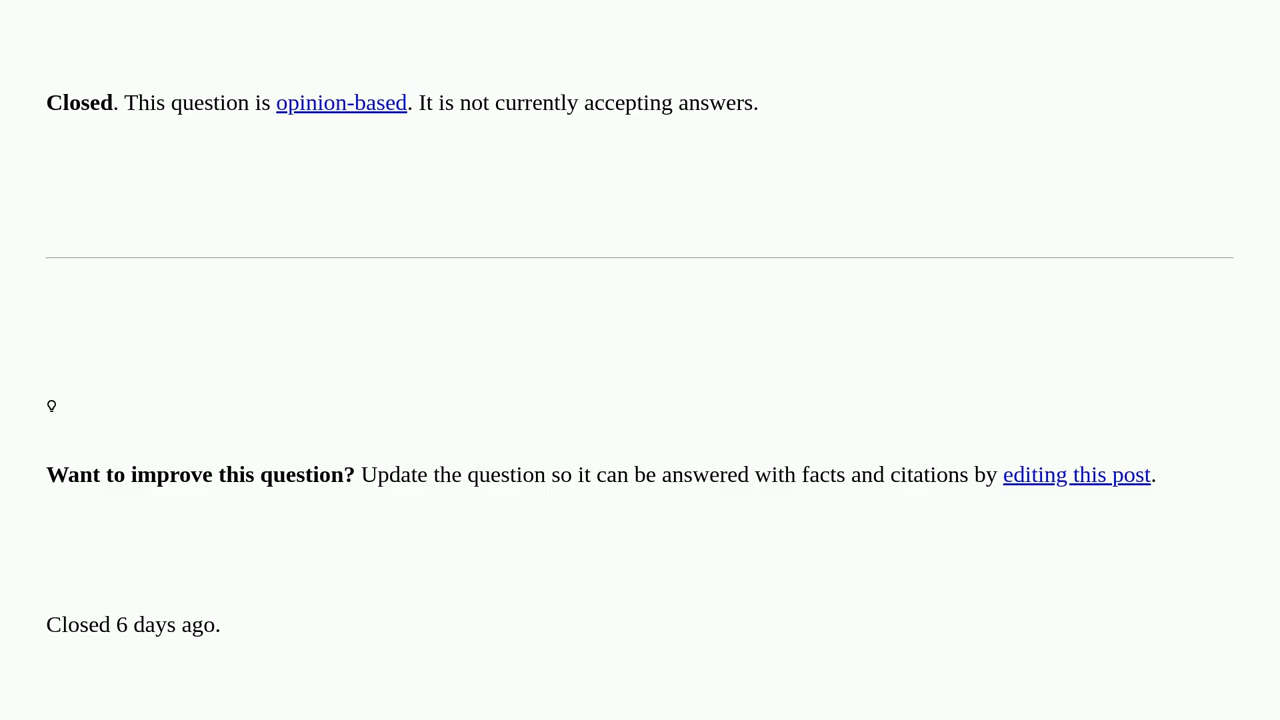 Closed. This question is opinion-based. It is not currently accepting answers.
Want to improve this question? Update the question so it can be answered with facts and citations by editing this post.
Closed 6 days ago.